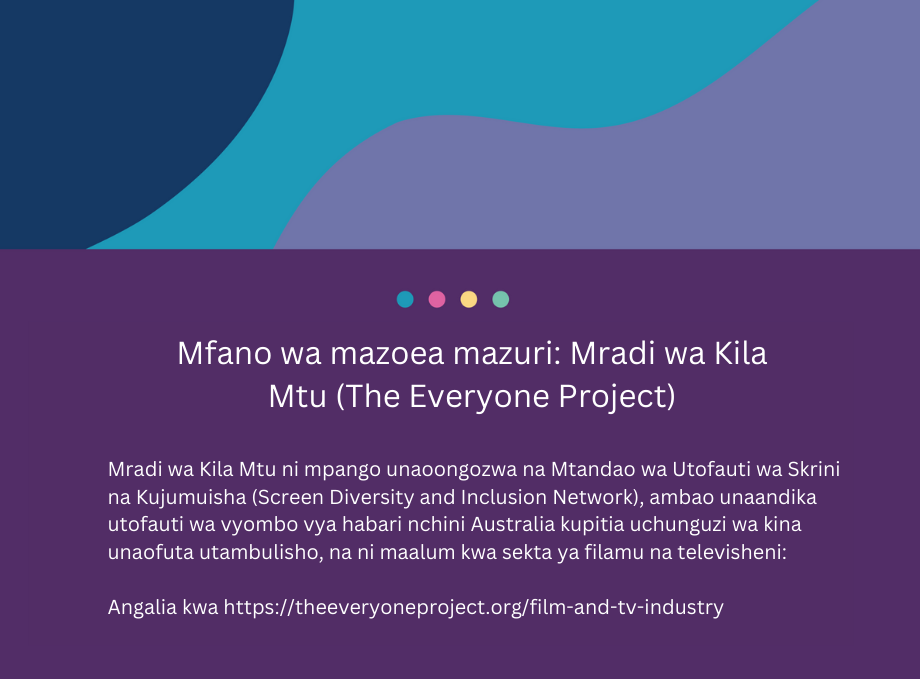 Mfano wa mazoea mazuri: Mradi wa Kila
Mtu (The Everyone Project)
Mradi wa Kila Mtu ni mpango unaoongozwa na Mtandao wa Utofauti wa Skrini
na Kujumuisha (Screen Diversity and Inclusion Network), ambao unaandika
utofauti wa vyombo vya habari nchini Australia kupitia uchunguzi wa kina
unaofuta utambulisho, na ni maalum kwa sekta ya filamu na televisheni:
Angalia kwa https://theeveryoneproject.org/film-and-tv-industry